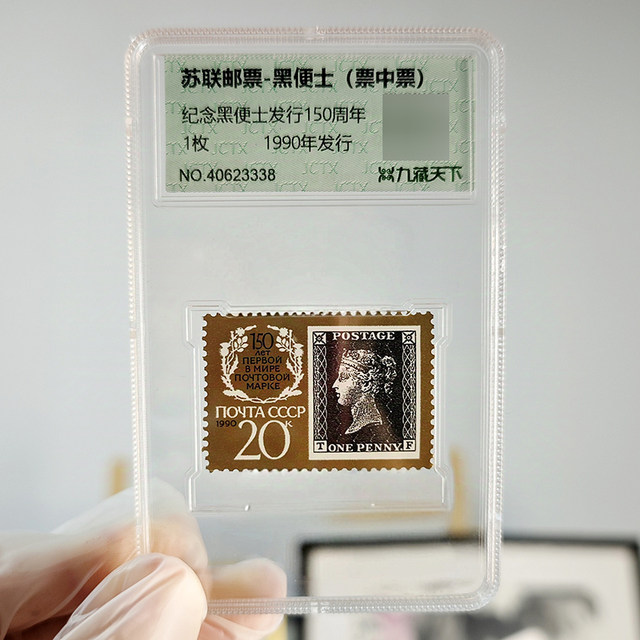 苏联邮票-黑便士（票中票）
纪念黑便士发行150周年
1枚 1990年发行
NO.40623338 九藏天下
150
ЛЕТ
ПЕРВОЙ
В МИРЕ
ПОЧТОВОЙ
МАРКЕ
ПОЧТА СССР
1990 20 К
POSTAGE
T ONE PENNY. F